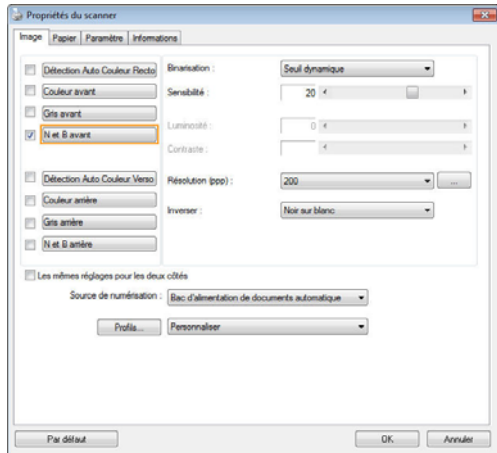 Propriétés du scanner
Image Papier Paramètre Informations
Détection Auto Couleur Recto
Binarisation :
Seuil dynamique
Couleur avant
Sensibilité :
20
Gris avant
Luminosité :
0
N et B avant
Contraste :
Détection Auto Couleur Verso
Résolution (ppp) :
200
...
Couleur arrière
Inverser :
Noir sur blanc
Gris arrière
N et B arrière
Les mêmes réglages pour les deux côtés
Source de numérisation :
Bac d'alimentation de documents automatique
Profils...
Personnaliser
Par défaut
OK
Annuler